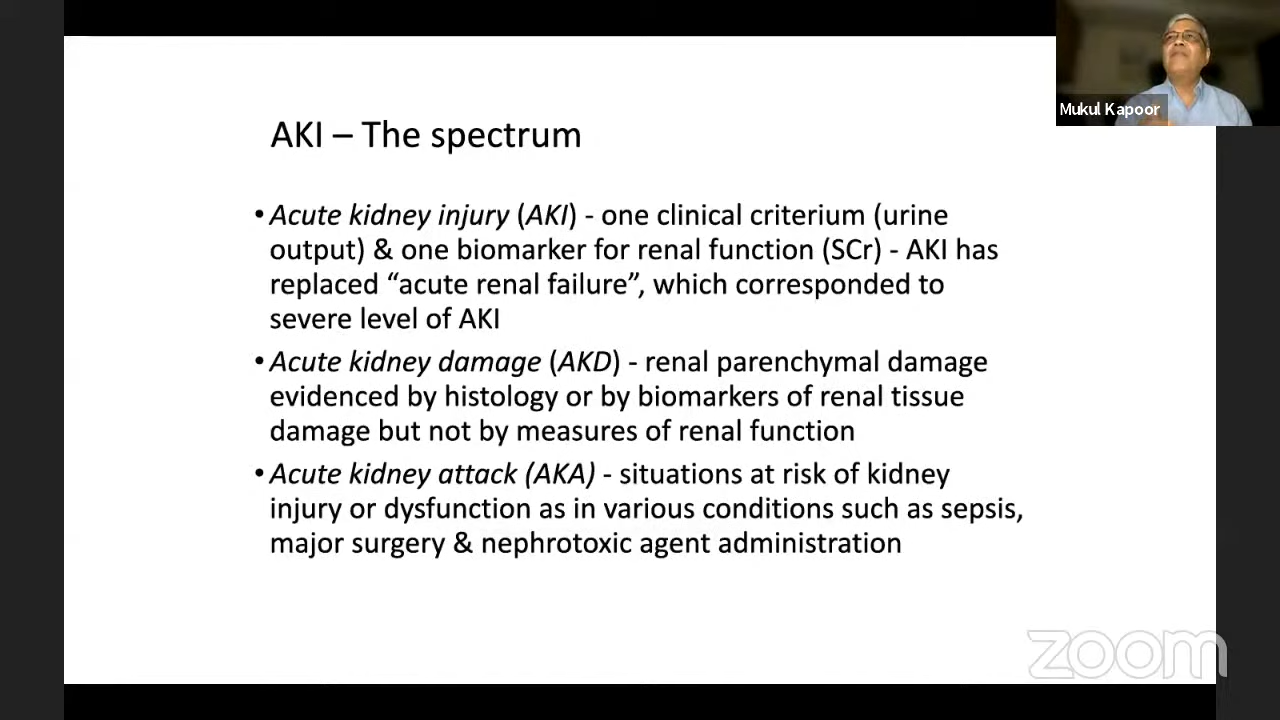 Mukul Kapoor
AKI – The spectrum
• Acute kidney injury (AKI) - one clinical criterium (urine
output) & one biomarker for renal function (SCr) - AKI has
replaced “acute renal failure”, which corresponded to
severe level of AKI
• Acute kidney damage (AKD) - renal parenchymal damage
evidenced by histology or by biomarkers of renal tissue
damage but not by measures of renal function
• Acute kidney attack (AKA) - situations at risk of kidney
injury or dysfunction as in various conditions such as sepsis,
major surgery & nephrotoxic agent administration
zoom